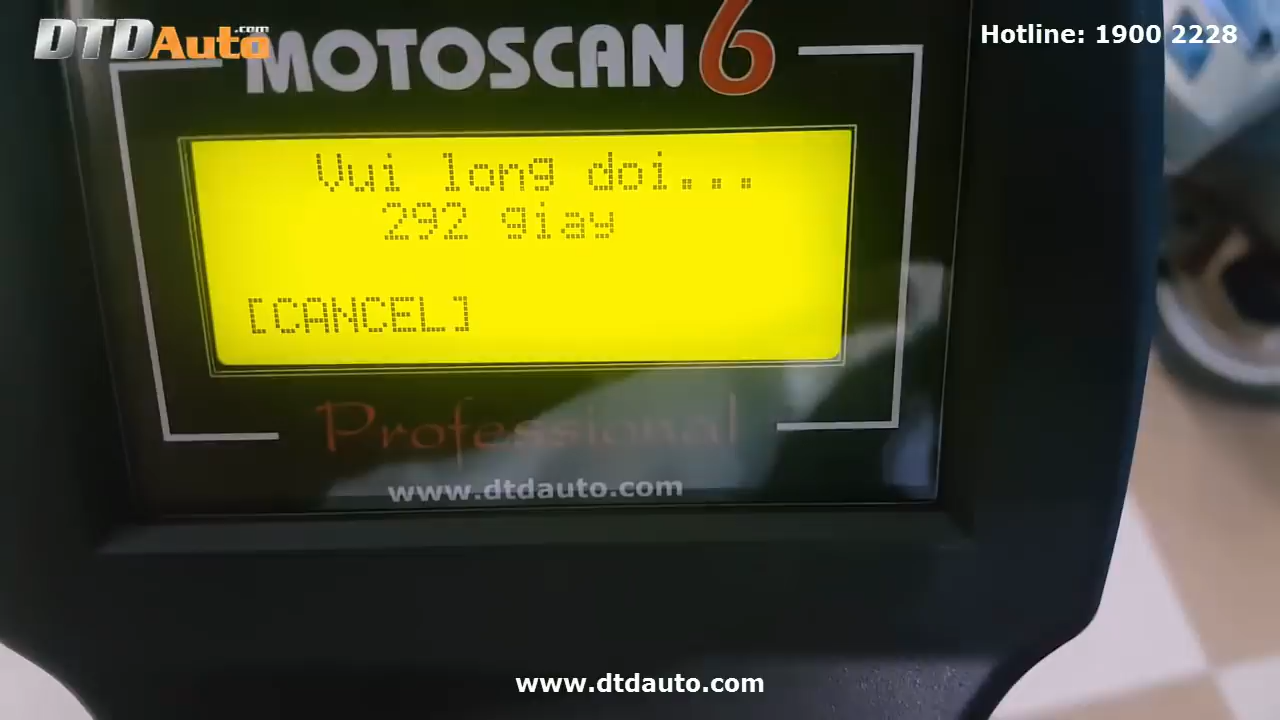 DTDAuto.com
Hotline: 1900 2228
MOTOSCAN 6
Vui long doi...
292 giay
[CANCEL]
Professional
www.dtdauto.com
www.dtdauto.com